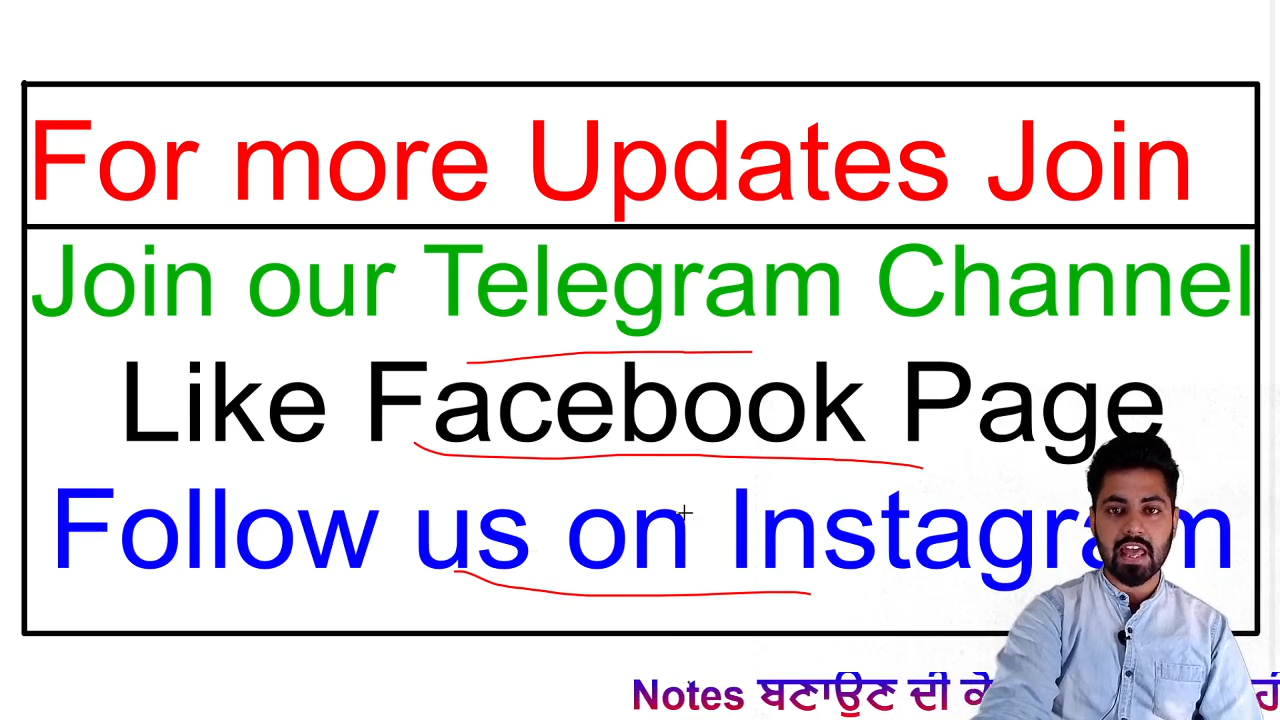 For more Updates Join
Join our Telegram Channel
Like Facebook Page
Follow us on Instagram
Notes ਬਣਾਉਣ ਦੀ